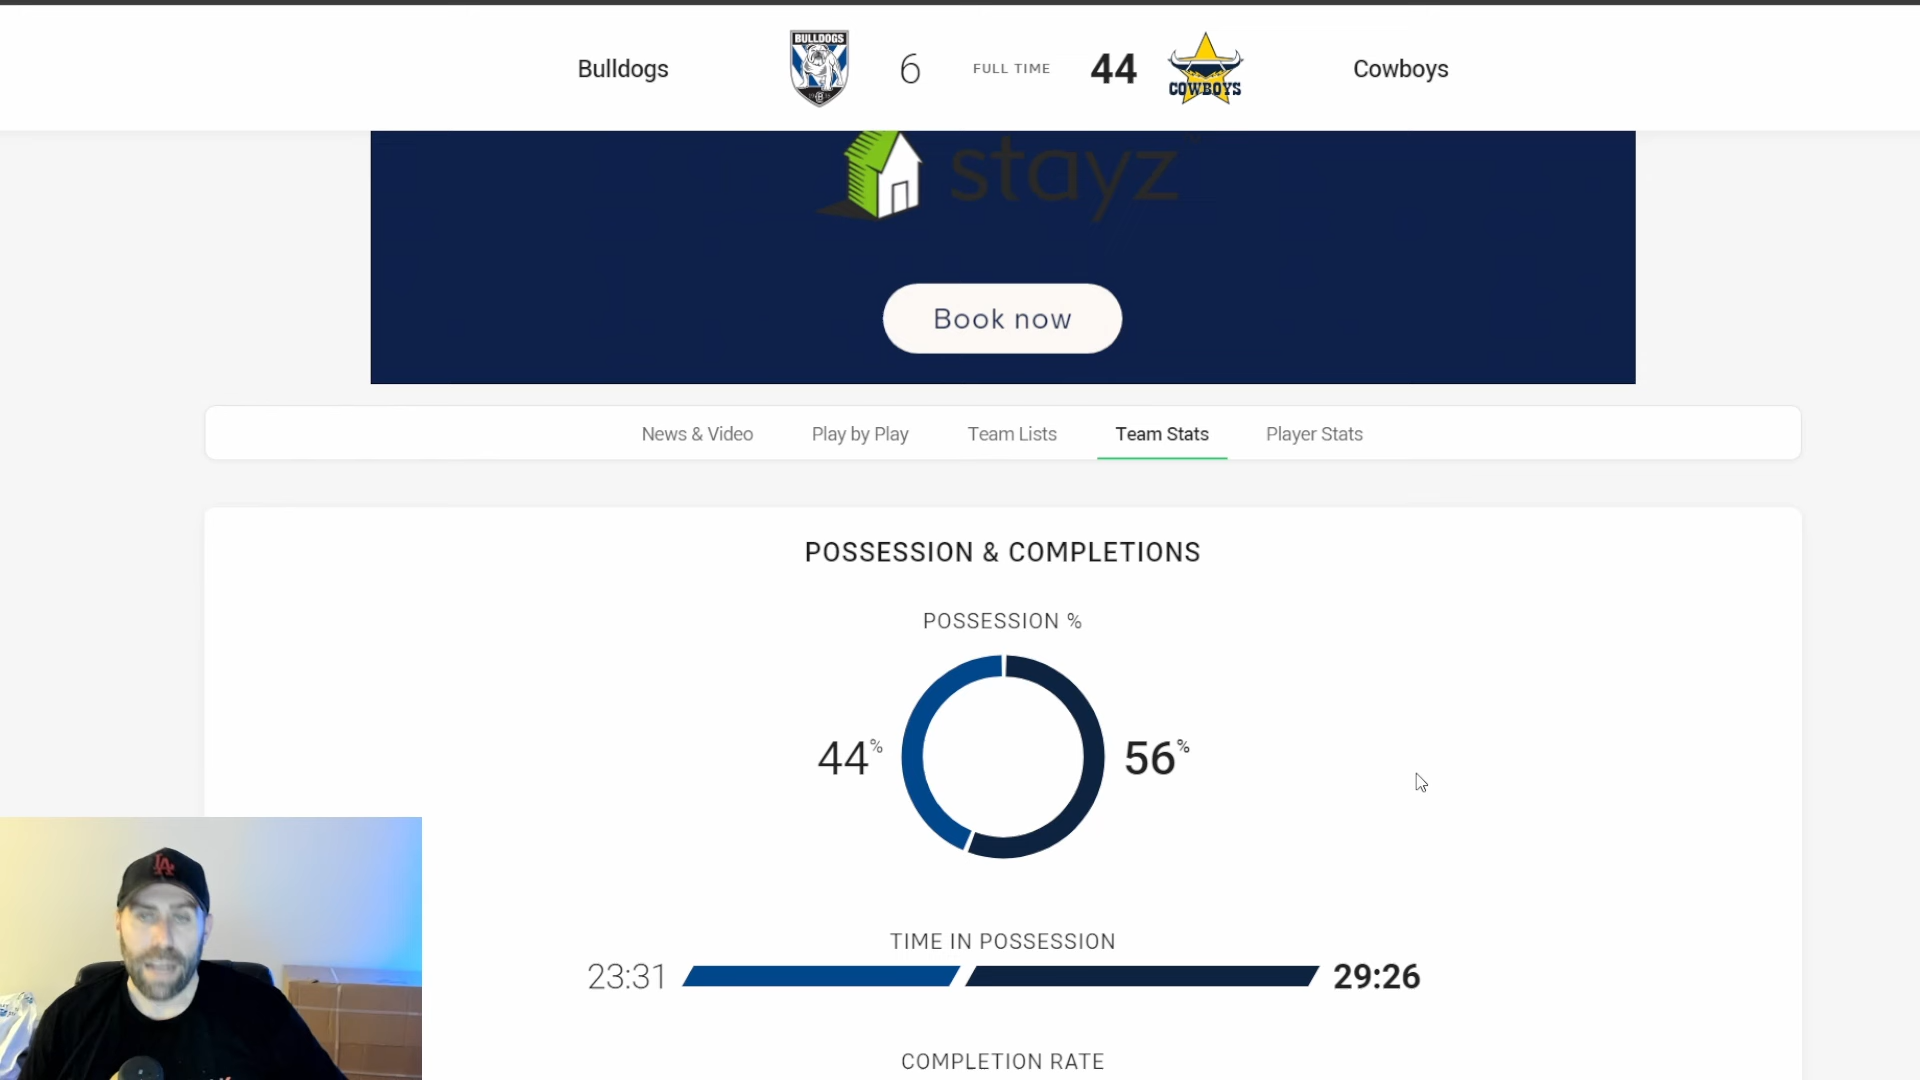 Bulldogs
BULLDOGS
6
FULL TIME
44
COWBOYS
Cowboys
stayz
Book now
News & Video
Play by Play
Team Lists
Team Stats
Player Stats
POSSESSION & COMPLETIONS
POSSESSION %
44%
56%
LA
TIME IN POSSESSION
23:31
29:26
COMPLETION RATE